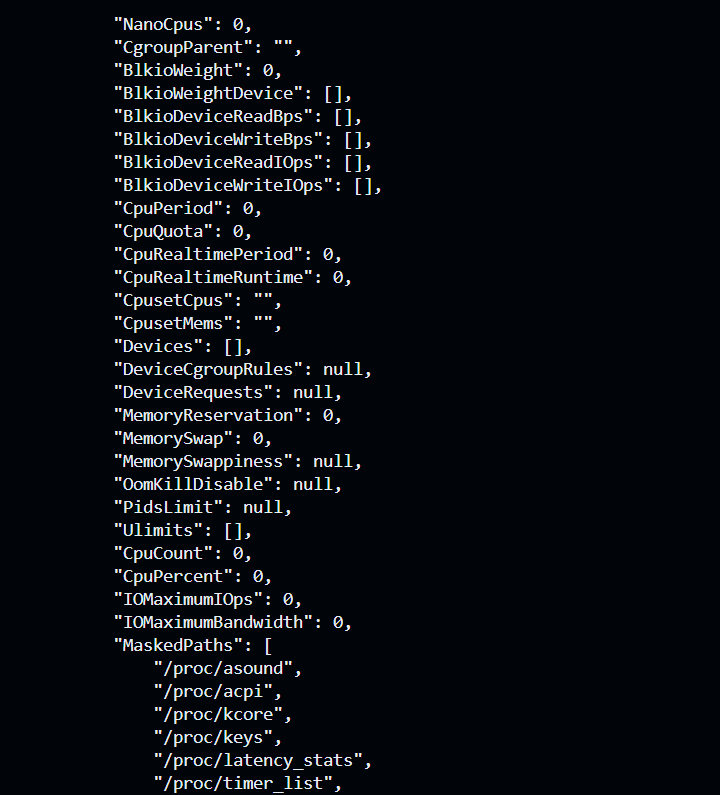 "NanoCpus": 0,
"CgroupParent": "",
"BlkioWeight": 0,
"BlkioWeightDevice": [],
"BlkioDeviceReadBps": [],
"BlkioDeviceWriteBps": [],
"BlkioDeviceReadIOps": [],
"BlkioDeviceWriteIOps": [],
"CpuPeriod": 0,
"CpuQuota": 0,
"CpuRealtimePeriod": 0,
"CpuRealtimeRuntime": 0,
"CpusetCpus": "",
"CpusetMems": "",
"Devices": [],
"DeviceCgroupRules": null,
"DeviceRequests": null,
"MemoryReservation": 0,
"MemorySwap": 0,
"MemorySwappiness": null,
"OomKillDisable": null,
"PidsLimit": null,
"Ulimits": [],
"CpuCount": 0,
"CpuPercent": 0,
"IOMaximumIOps": 0,
"IOMaximumBandwidth": 0,
"MaskedPaths": [
    "/proc/asound",
    "/proc/acpi",
    "/proc/kcore",
    "/proc/keys",
    "/proc/latency_stats",
    "/proc/timer_list",